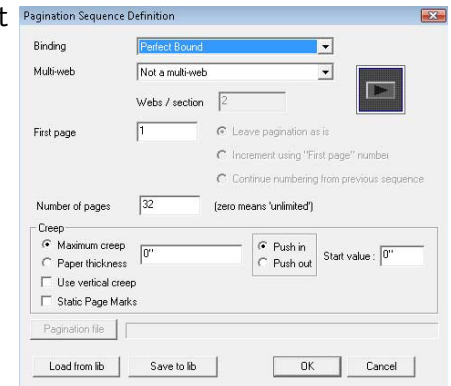 t
Pagination Sequence Definition
Binding Perfect Bound
Multi-web Not a multi-web
Webs / section 2
First page 1 Leave pagination as is
Increment using "First page" number
Continue numbering from previous sequence
Number of pages 32 (zero means 'unlimited')
Creep
Maximum creep 0" Push in Start value : 0"
Paper thickness Push out
Use vertical creep
Static Page Marks
Pagination file
Load from lib Save to lib OK Cancel